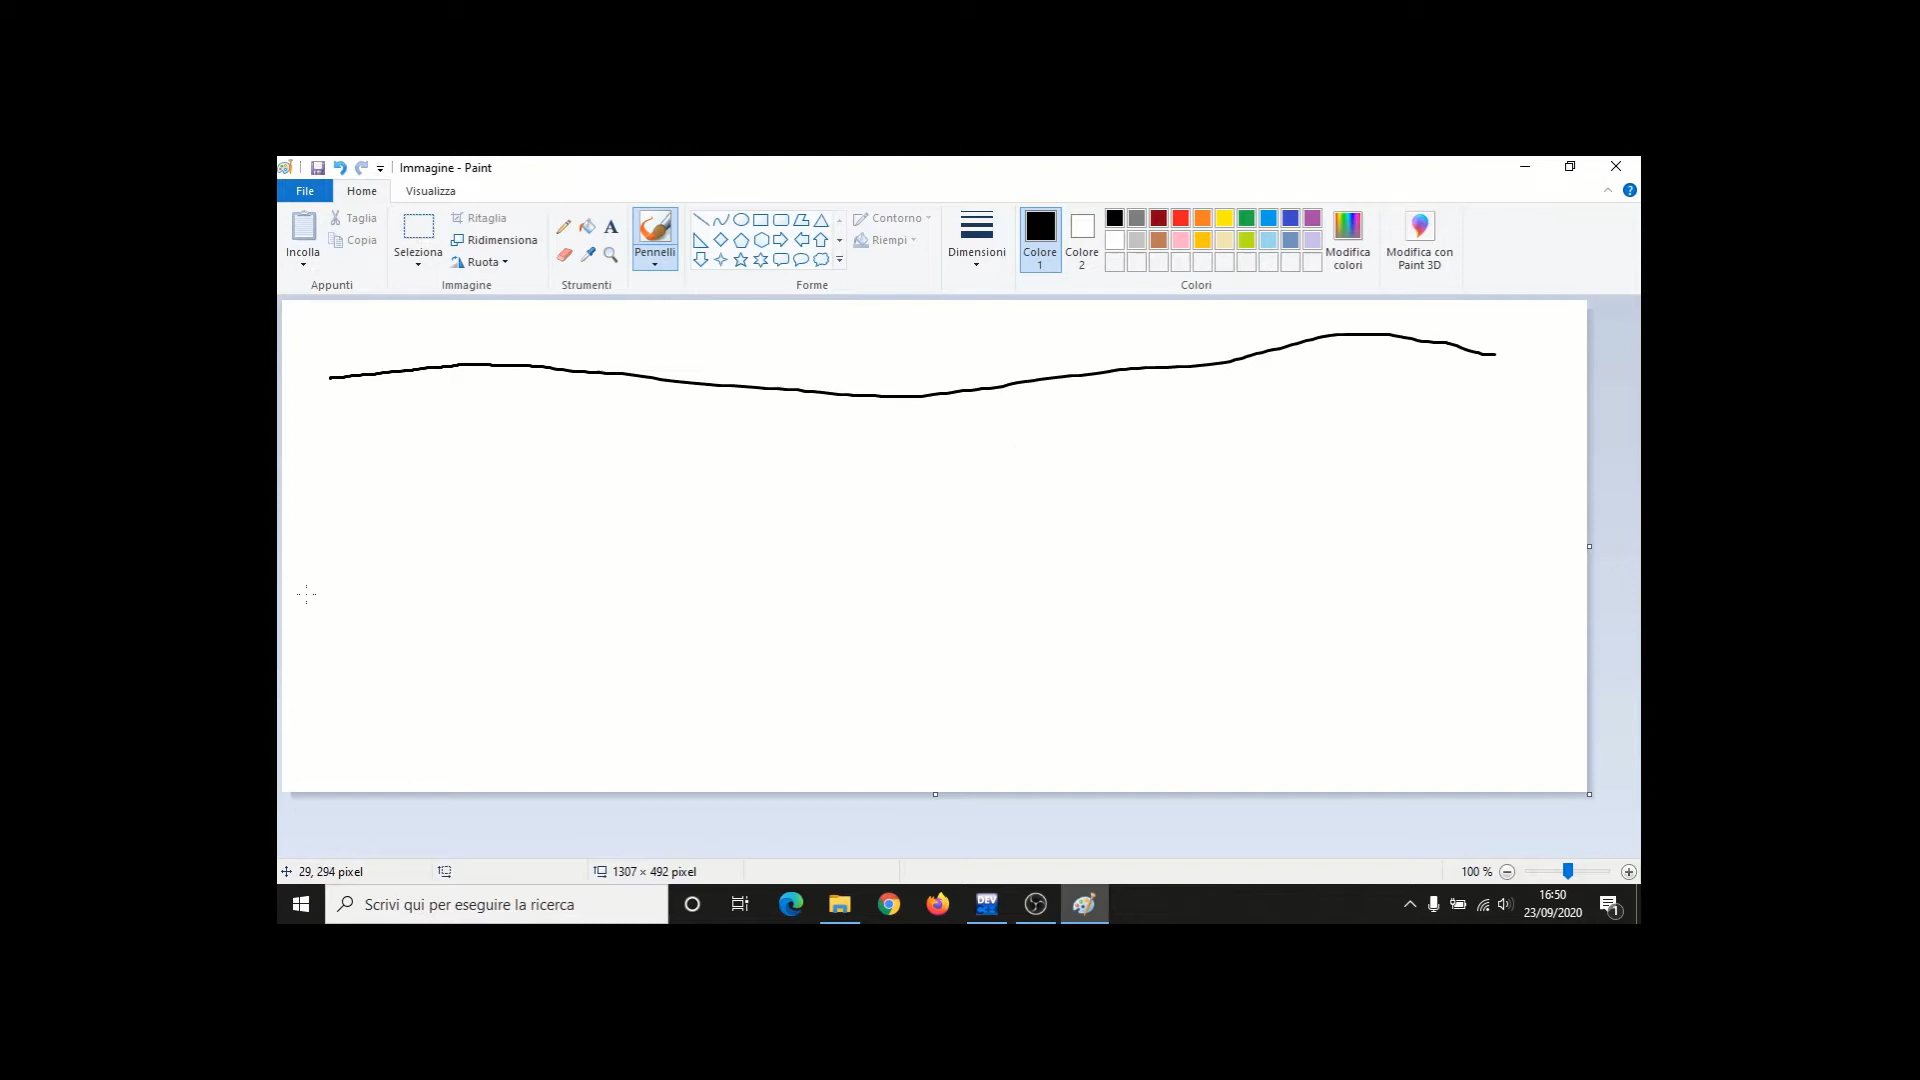 Immagine - Paint
File Home Visualizza
Incolla
Taglia
Copia
Appunti
Seleziona
Ritaglia
Ridimensiona
Ruota
Immagine
A
Strumenti
Pennelli
Forme
Contorno
Riempi
Dimensioni
Colore
1
Colore
2
Modifica
colori
Modifica con
Paint 3D
Colori
29, 294 pixel
1307 × 492 pixel
100 %
Scrivi qui per eseguire la ricerca
DEV
16:50
23/09/2020
1